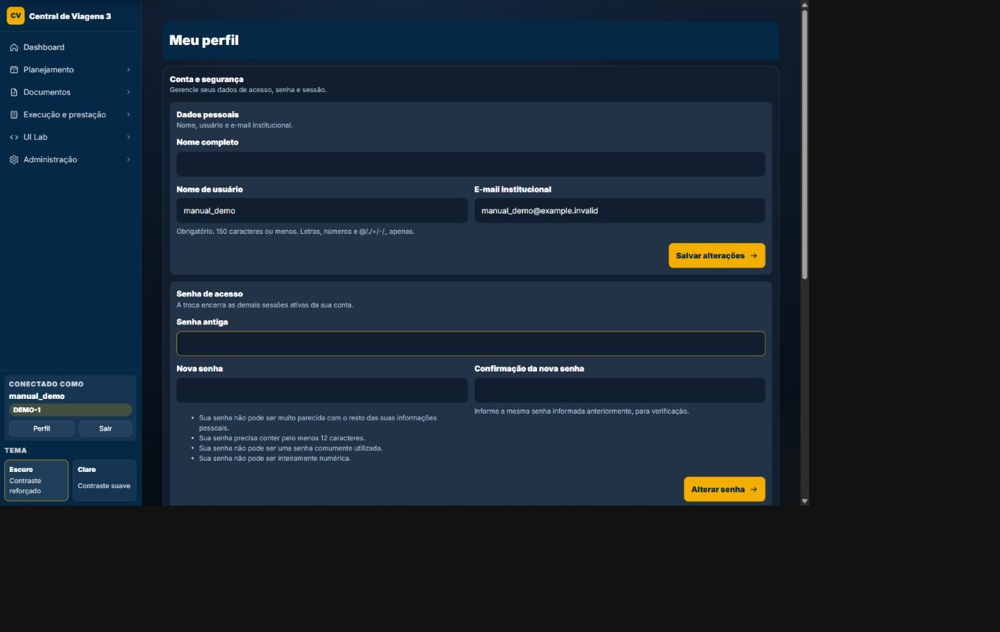 CV Central de Viagens 3
Dashboard
Planejamento
Documentos
Execução e prestação
UI Lab
Administração
CONECTADO COMO
manual_demo
DEMO-1
Perfil Sair
TEMA
Escuro
Contraste
reforçado
Claro
Contraste suave
Meu perfil
Conta e segurança
Gerencie seus dados de acesso, senha e sessão.
Dados pessoais
Nome, usuário e e-mail institucional.
Nome completo
Nome de usuário E-mail institucional
manual_demo manual_demo@example.invalid
Obrigatório. 150 caracteres ou menos. Letras, números e @/./+/-/_ apenas.
Salvar alterações →
Senha de acesso
A troca encerra as demais sessões ativas da sua conta.
Senha antiga
Nova senha Confirmação da nova senha
Informe a mesma senha informada anteriormente, para verificação.
• Sua senha não pode ser muito parecida com o resto das suas informações
pessoais.
• Sua senha precisa conter pelo menos 12 caracteres.
• Sua senha não pode ser uma senha comumente utilizada.
• Sua senha não pode ser inteiramente numérica.
Alterar senha →